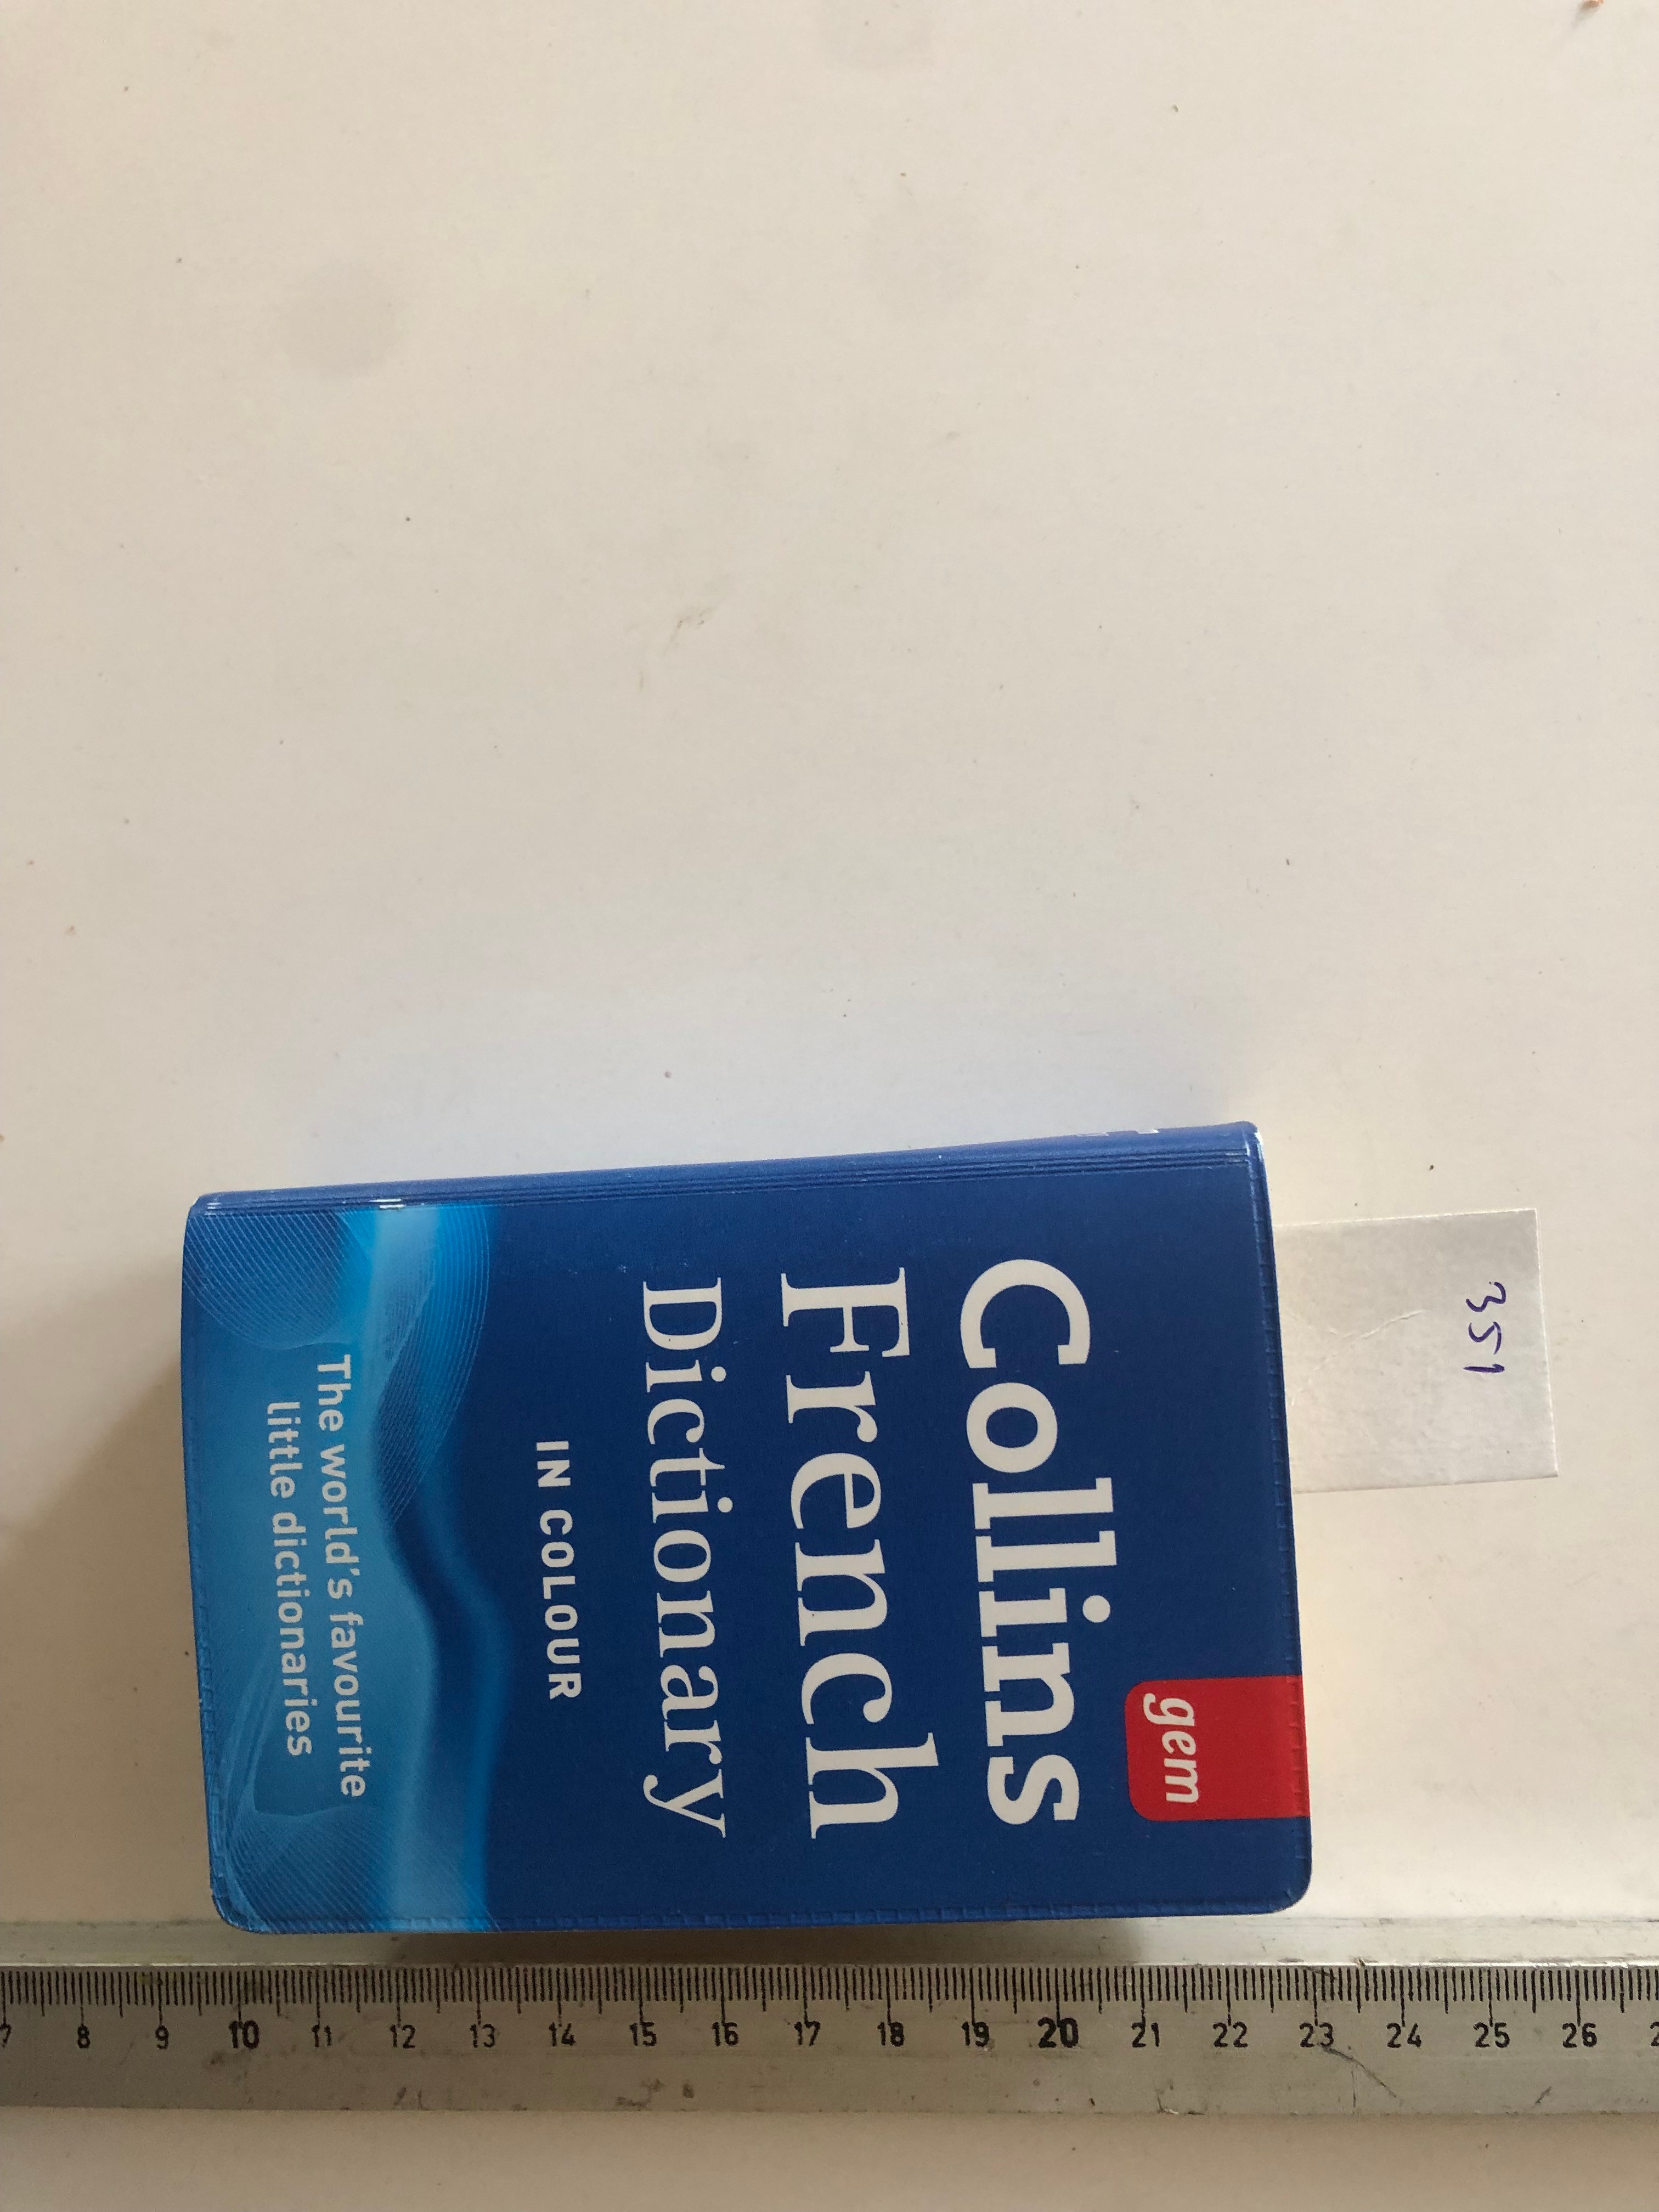 351
gem
Collins
French
Dictionary
IN COLOUR
The world's favourite
little dictionaries
7 8 9 10 11 12 13 14 15 16 17 18 19 20 21 22 23 24 25 26